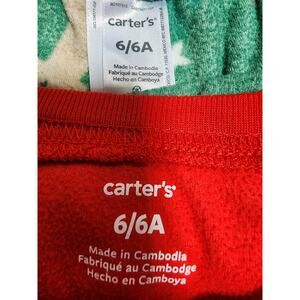 carter's®
6/6A
Made in Cambodia
Fabriqué au Cambodge
Hecho en Camboya
carter's®
6/6A
Made in Cambodia
Fabriqué au Cambodge
Hecho en Camboya